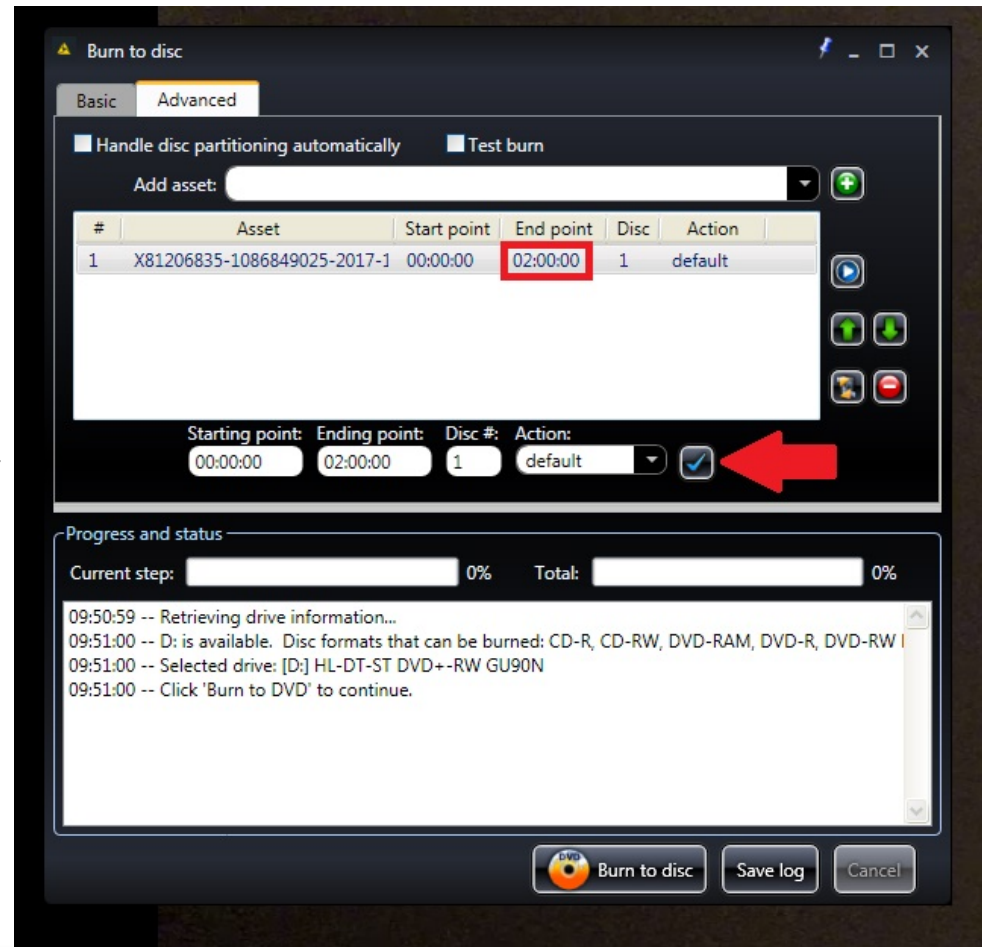 Burn to disc
Basic Advanced
Handle disc partitioning automatically Test burn
Add asset:
# Asset Start point End point Disc Action
1 X81206835-1086849025-2017-1 00:00:00 02:00:00 1 default
Starting point: Ending point: Disc #: Action:
00:00:00 02:00:00 1 default
Progress and status
Current step: 0% Total: 0%
09:50:59 -- Retrieving drive information...
09:51:00 -- D: is available. Disc formats that can be burned: CD-R, CD-RW, DVD-RAM, DVD-R, DVD-RW
09:51:00 -- Selected drive: [D:] HL-DT-ST DVD+-RW GU90N
09:51:00 -- Click 'Burn to DVD' to continue.
DVD Burn to disc Save log Cancel